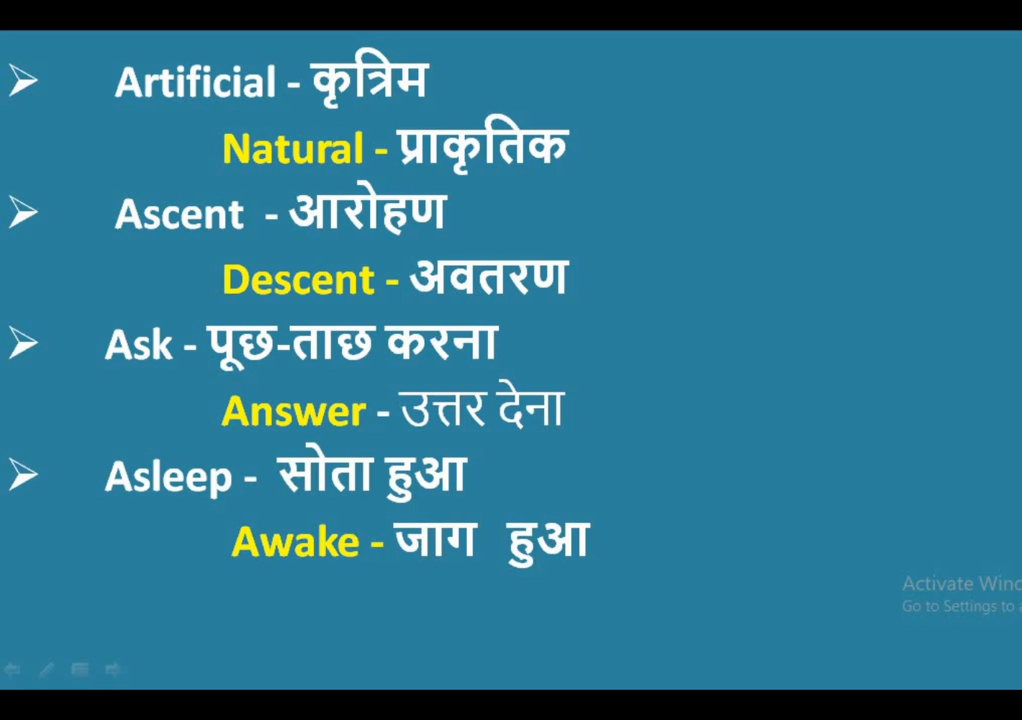 ➢ Artificial - कृत्रिम
Natural - प्राकृतिक
➢ Ascent - आरोहण
Descent - अवतरण
➢ Ask - पूछ-ताछ करना
Answer - उत्तर देना
➢ Asleep - सोता हुआ
Awake - जाग हुआ
Activate Wind
Go to Settings to a